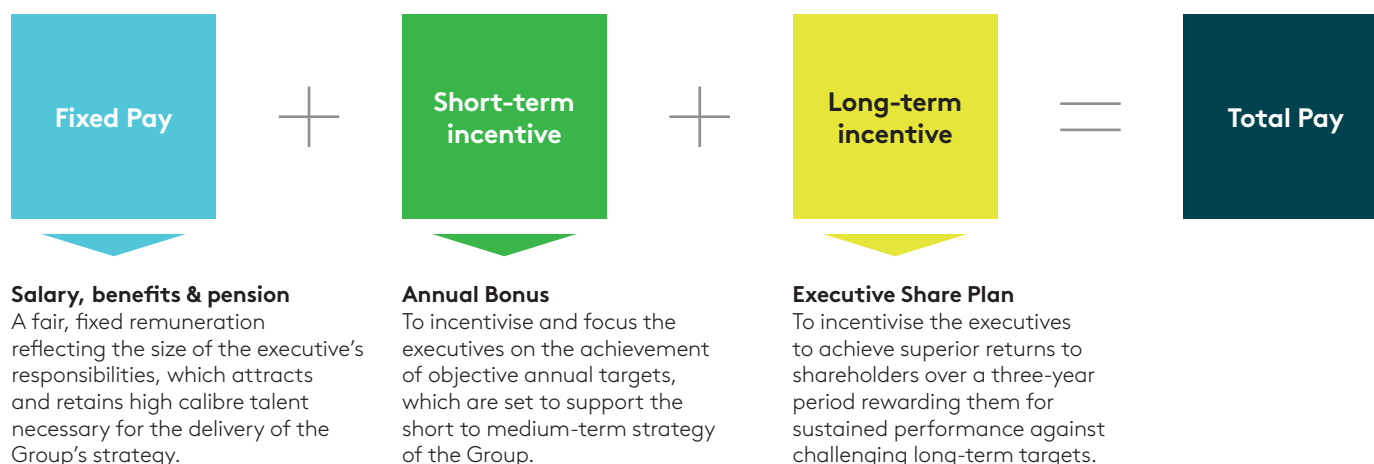 Fixed Pay
Short-term
incentive
Long-term
incentive
Total Pay
Salary, benefits & pension
A fair, fixed remuneration
reflecting the size of the executive's
responsibilities, which attracts
and retains high calibre talent
necessary for the delivery of the
Group's strategy.
Annual Bonus
To incentivise and focus the
executives on the achievement
of objective annual targets,
which are set to support the
short to medium-term strategy
of the Group.
Executive Share Plan
To incentivise the executives
to achieve superior returns to
shareholders over a three-year
period rewarding them for
sustained performance against
challenging long-term targets.